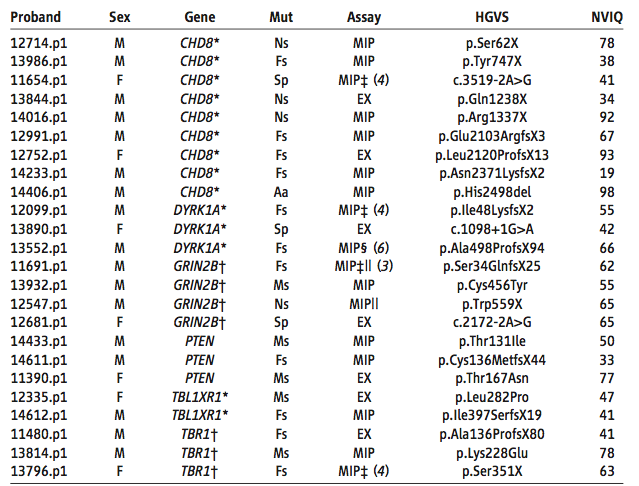 Proband Sex Gene Mut Assay HGVS NVIQ
12714.p1 M CHD8* Ns MIP p.Ser62X 78
13986.p1 M CHD8* Fs MIP p.Tyr747X 38
11654.p1 F CHD8* Sp MIP‡ (4) c.3519-2A>G 41
13844.p1 M CHD8* Ns EX p.Gln1238X 34
14016.p1 M CHD8* Ns MIP p.Arg1337X 92
12991.p1 M CHD8* Fs MIP p.Glu2103ArgfsX3 67
12752.p1 F CHD8* Fs EX p.Leu2120ProfsX13 93
14233.p1 M CHD8* Fs MIP p.Asn2371LysfsX2 19
14406.p1 M CHD8* Aa MIP p.His2498del 98
12099.p1 M DYRK1A* Fs MIP‡ (4) p.Ile48LysfsX2 55
13890.p1 F DYRK1A* Sp EX c.1098+1G>A 42
13552.p1 M DYRK1A* Fs MIP§ (6) p.Ala498ProfsX94 66
11691.p1 M GRIN2B† Fs MIP‡|| (3) p.Ser34GlnfsX25 62
13932.p1 M GRIN2B† Ms MIP p.Cys456Tyr 55
12547.p1 M GRIN2B† Ns MIP|| p.Trp559X 65
12681.p1 F GRIN2B† Sp EX c.2172-2A>G 65
14433.p1 M PTEN Ms MIP p.Thr131Ile 50
14611.p1 M PTEN Fs MIP p.Cys136MetfsX44 33
11390.p1 F PTEN Ms EX p.Thr167Asn 77
12335.p1 F TBL1XR1* Ms EX p.Leu282Pro 47
14612.p1 M TBL1XR1* Fs MIP p.Ile397SerfsX19 41
11480.p1 M TBR1† Fs EX p.Ala136ProfsX80 41
13814.p1 M TBR1† Ms MIP p.Lys228Glu 78
13796.p1 F TBR1† Fs MIP‡ (4) p.Ser351X 63